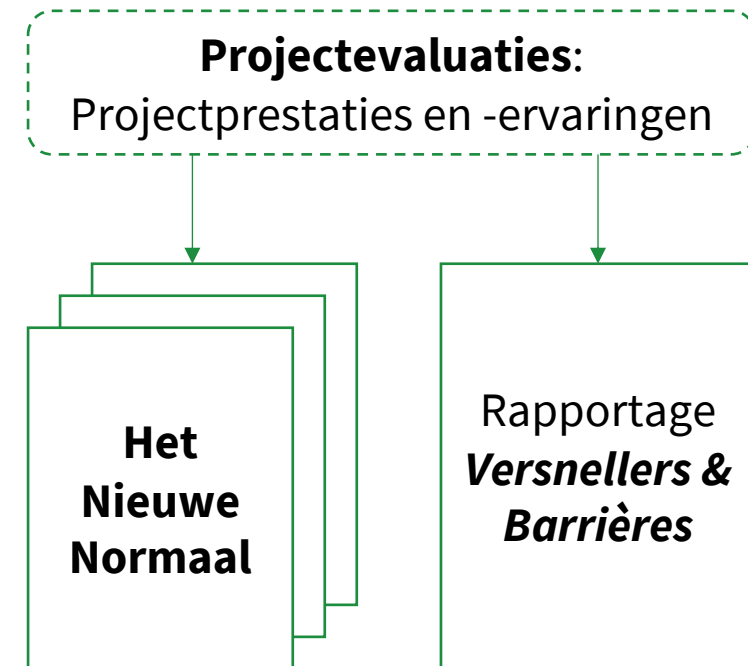 Projectevaluaties:
Projectprestaties en -ervaringen
Het
Nieuwe
Normaal
Rapportage
Versnellers &
Barrières